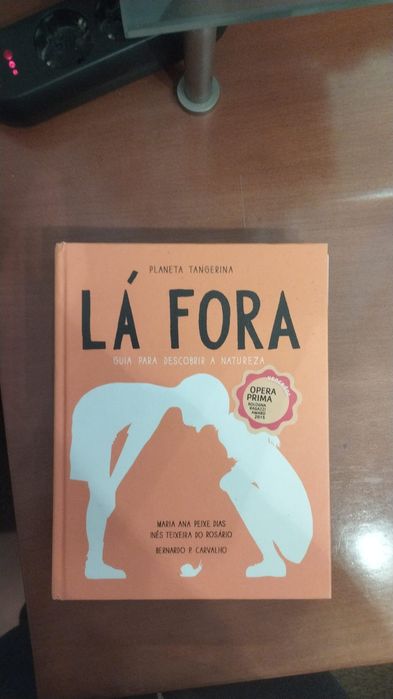 PLANETA TANGERINA
LÁ FORA
GUIA PARA DESCOBRIR A NATUREZA
vencedor
OPERA
PRIMA
BOLOGNA
RAGAZZI
AWARD
2015
MARIA ANA PEIXE DIAS
INÊS TEIXEIRA DO ROSÁRIO
BERNARDO P. CARVALHO